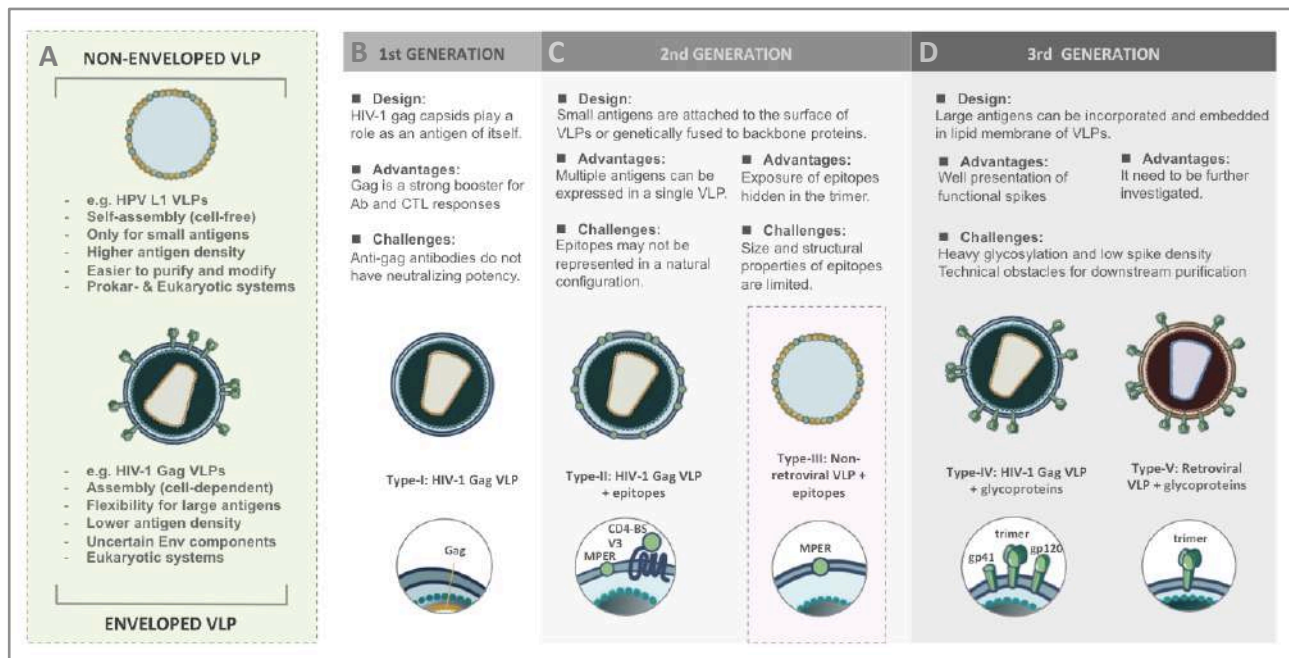 A
NON-ENVELOPED VLP
- e.g. HPV L1 VLPs
- Self-assembly (cell-free)
- Only for small antigens
- Higher antigen density
- Easier to purify and modify
- Prokar- & Eukaryotic systems
- e.g. HIV-1 Gag VLPs
- Assembly (cell-dependent)
- Flexibility for large antigens
- Lower antigen density
- Uncertain Env components
- Eukaryotic systems
ENVELOPED VLP
B 1st GENERATION
■ Design:
HIV-1 gag capsids play a
role as an antigen of itself.
■ Advantages:
Gag is a strong booster for
Ab and CTL responses
■ Challenges:
Anti-gag antibodies do not
have neutralizing potency.
Type-I: HIV-1 Gag VLP
Gag
C 2nd GENERATION
■ Design:
Small antigens are attached to the surface of
VLPs or genetically fused to backbone proteins.
■ Advantages:
Multiple antigens can be
expressed in a single VLP.
■ Challenges:
Epitopes may not be
represented in a natural
configuration.
Type-II: HIV-1 Gag VLP
+ epitopes
CD4-BS
V3
MPER
■ Advantages:
Exposure of epitopes
hidden in the trimer.
■ Challenges:
Size and structural
properties of epitopes
are limited.
Type-III: Non-
retroviral VLP +
epitopes
MPER
D 3rd GENERATION
■ Design:
Large antigens can be incorporated and embedded
in lipid membrane of VLPs.
■ Advantages:
Well presentation of
functional spikes
■ Advantages:
It need to be further
investigated.
■ Challenges:
Heavy glycosylation and low spike density
Technical obstacles for downstream purification
Type-IV: HIV-1 Gag VLP
+ glycoproteins
trimer
gp41
gp120
Type-V: Retroviral
VLP + glycoproteins
trimer